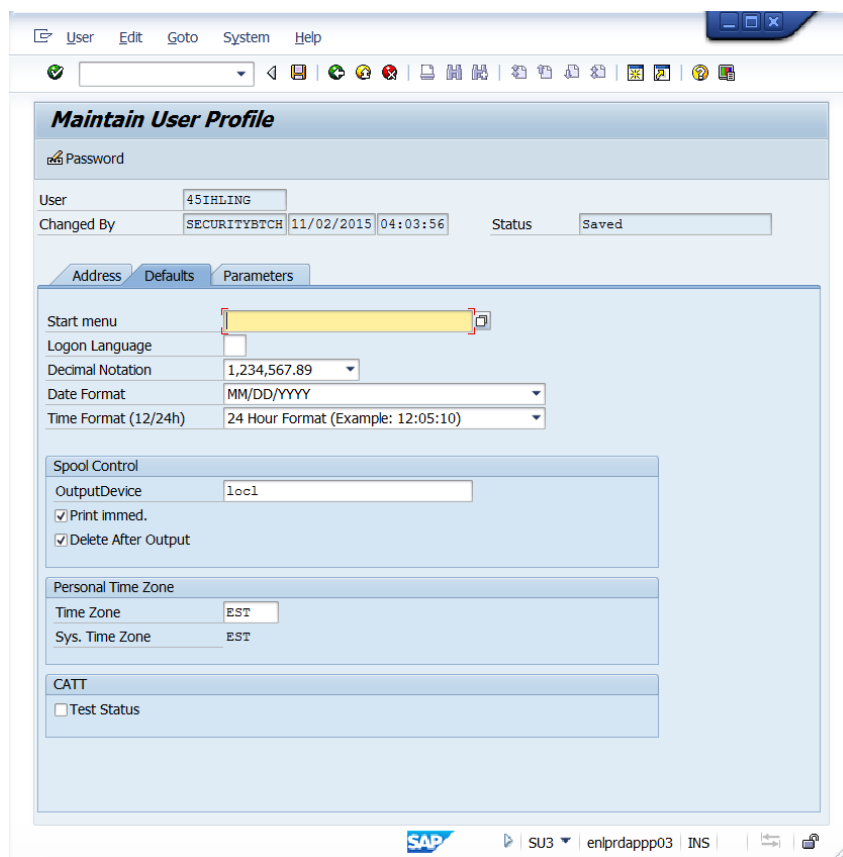 User Edit Goto System Help
Maintain User Profile
Password
User 45IHLING
Changed By SECURITYBTCH 11/02/2015 04:03:56 Status Saved
Address Defaults Parameters
Start menu
Logon Language
Decimal Notation 1,234,567.89
Date Format MM/DD/YYYY
Time Format (12/24h) 24 Hour Format (Example: 12:05:10)
Spool Control
OutputDevice locl
Print immed.
Delete After Output
Personal Time Zone
Time Zone EST
Sys. Time Zone EST
CATT
Test Status
SAP SU3 enlprdappp03 INS